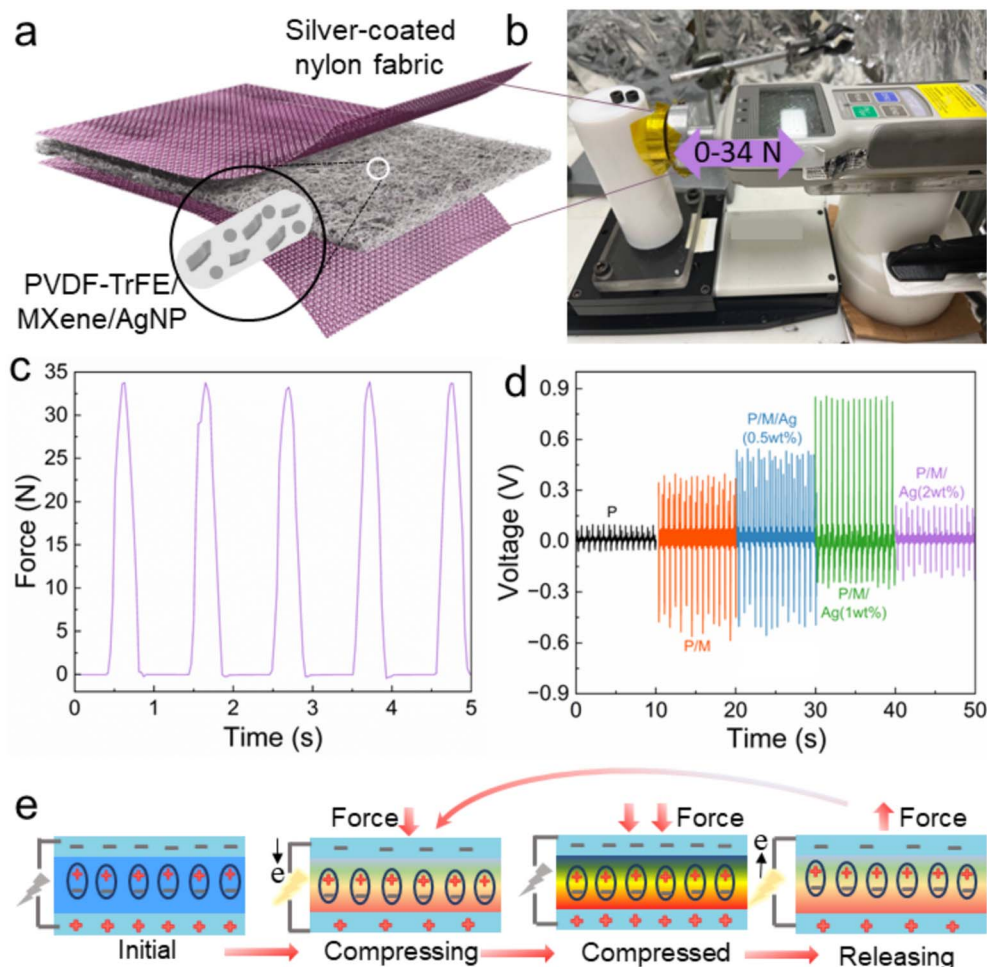 a
Silver-coated
nylon fabric
PVDF-TrFE/
MXene/AgNP
b
0-34 N
c
35
30
25
20
15
10
5
0
Force (N)
0 1 2 3 4 5
Time (s)
d
0.9
0.6
0.3
0.0
−0.3
−0.6
−0.9
Voltage (V)
P
P/M
P/M/Ag
(0.5wt%)
P/M/
Ag(1wt%)
P/M/
Ag(2wt%)
0 10 20 30 40 50
Time (s)
e
Force
Force
Force
e
e
Initial
Compressing
Compressed
Releasing